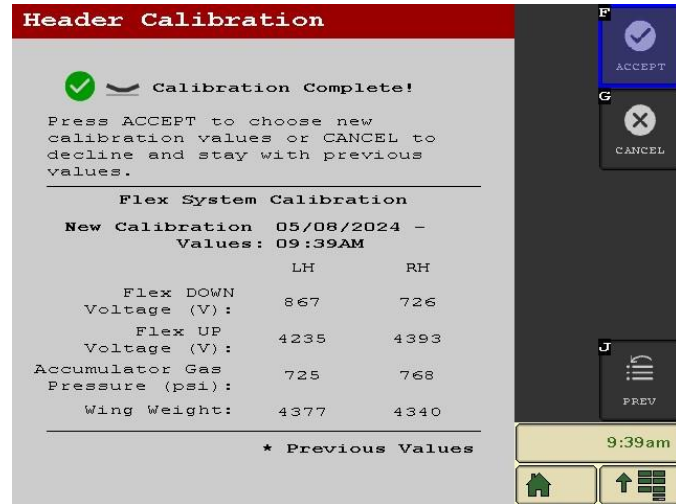 Header Calibration
Calibration Complete!
Press ACCEPT to choose new
calibration values or CANCEL to
decline and stay with previous
values.
Flex System Calibration
New Calibration 05/08/2024 –
Values: 09:39AM
LH RH
Flex DOWN
Voltage (V): 867 726
Flex UP
Voltage (V): 4235 4393
Accumulator Gas
Pressure (psi): 725 768
Wing Weight: 4377 4340
* Previous Values
F
ACCEPT
G
CANCEL
J
PREV
9:39am